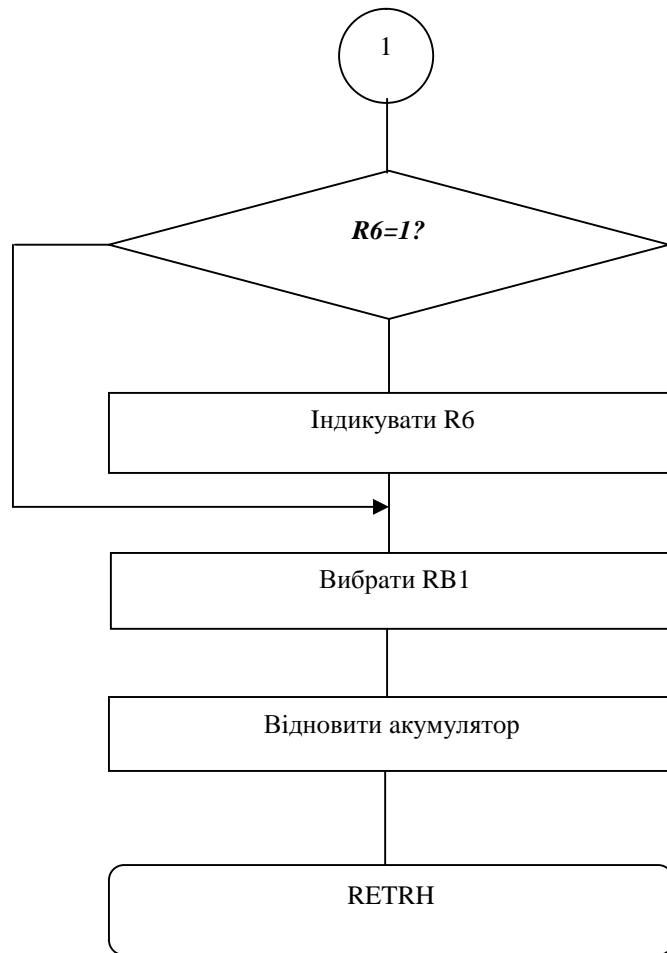 1
R6=1?
Індикувати R6
Вибрати RB1
Відновити акумулятор
RETRH